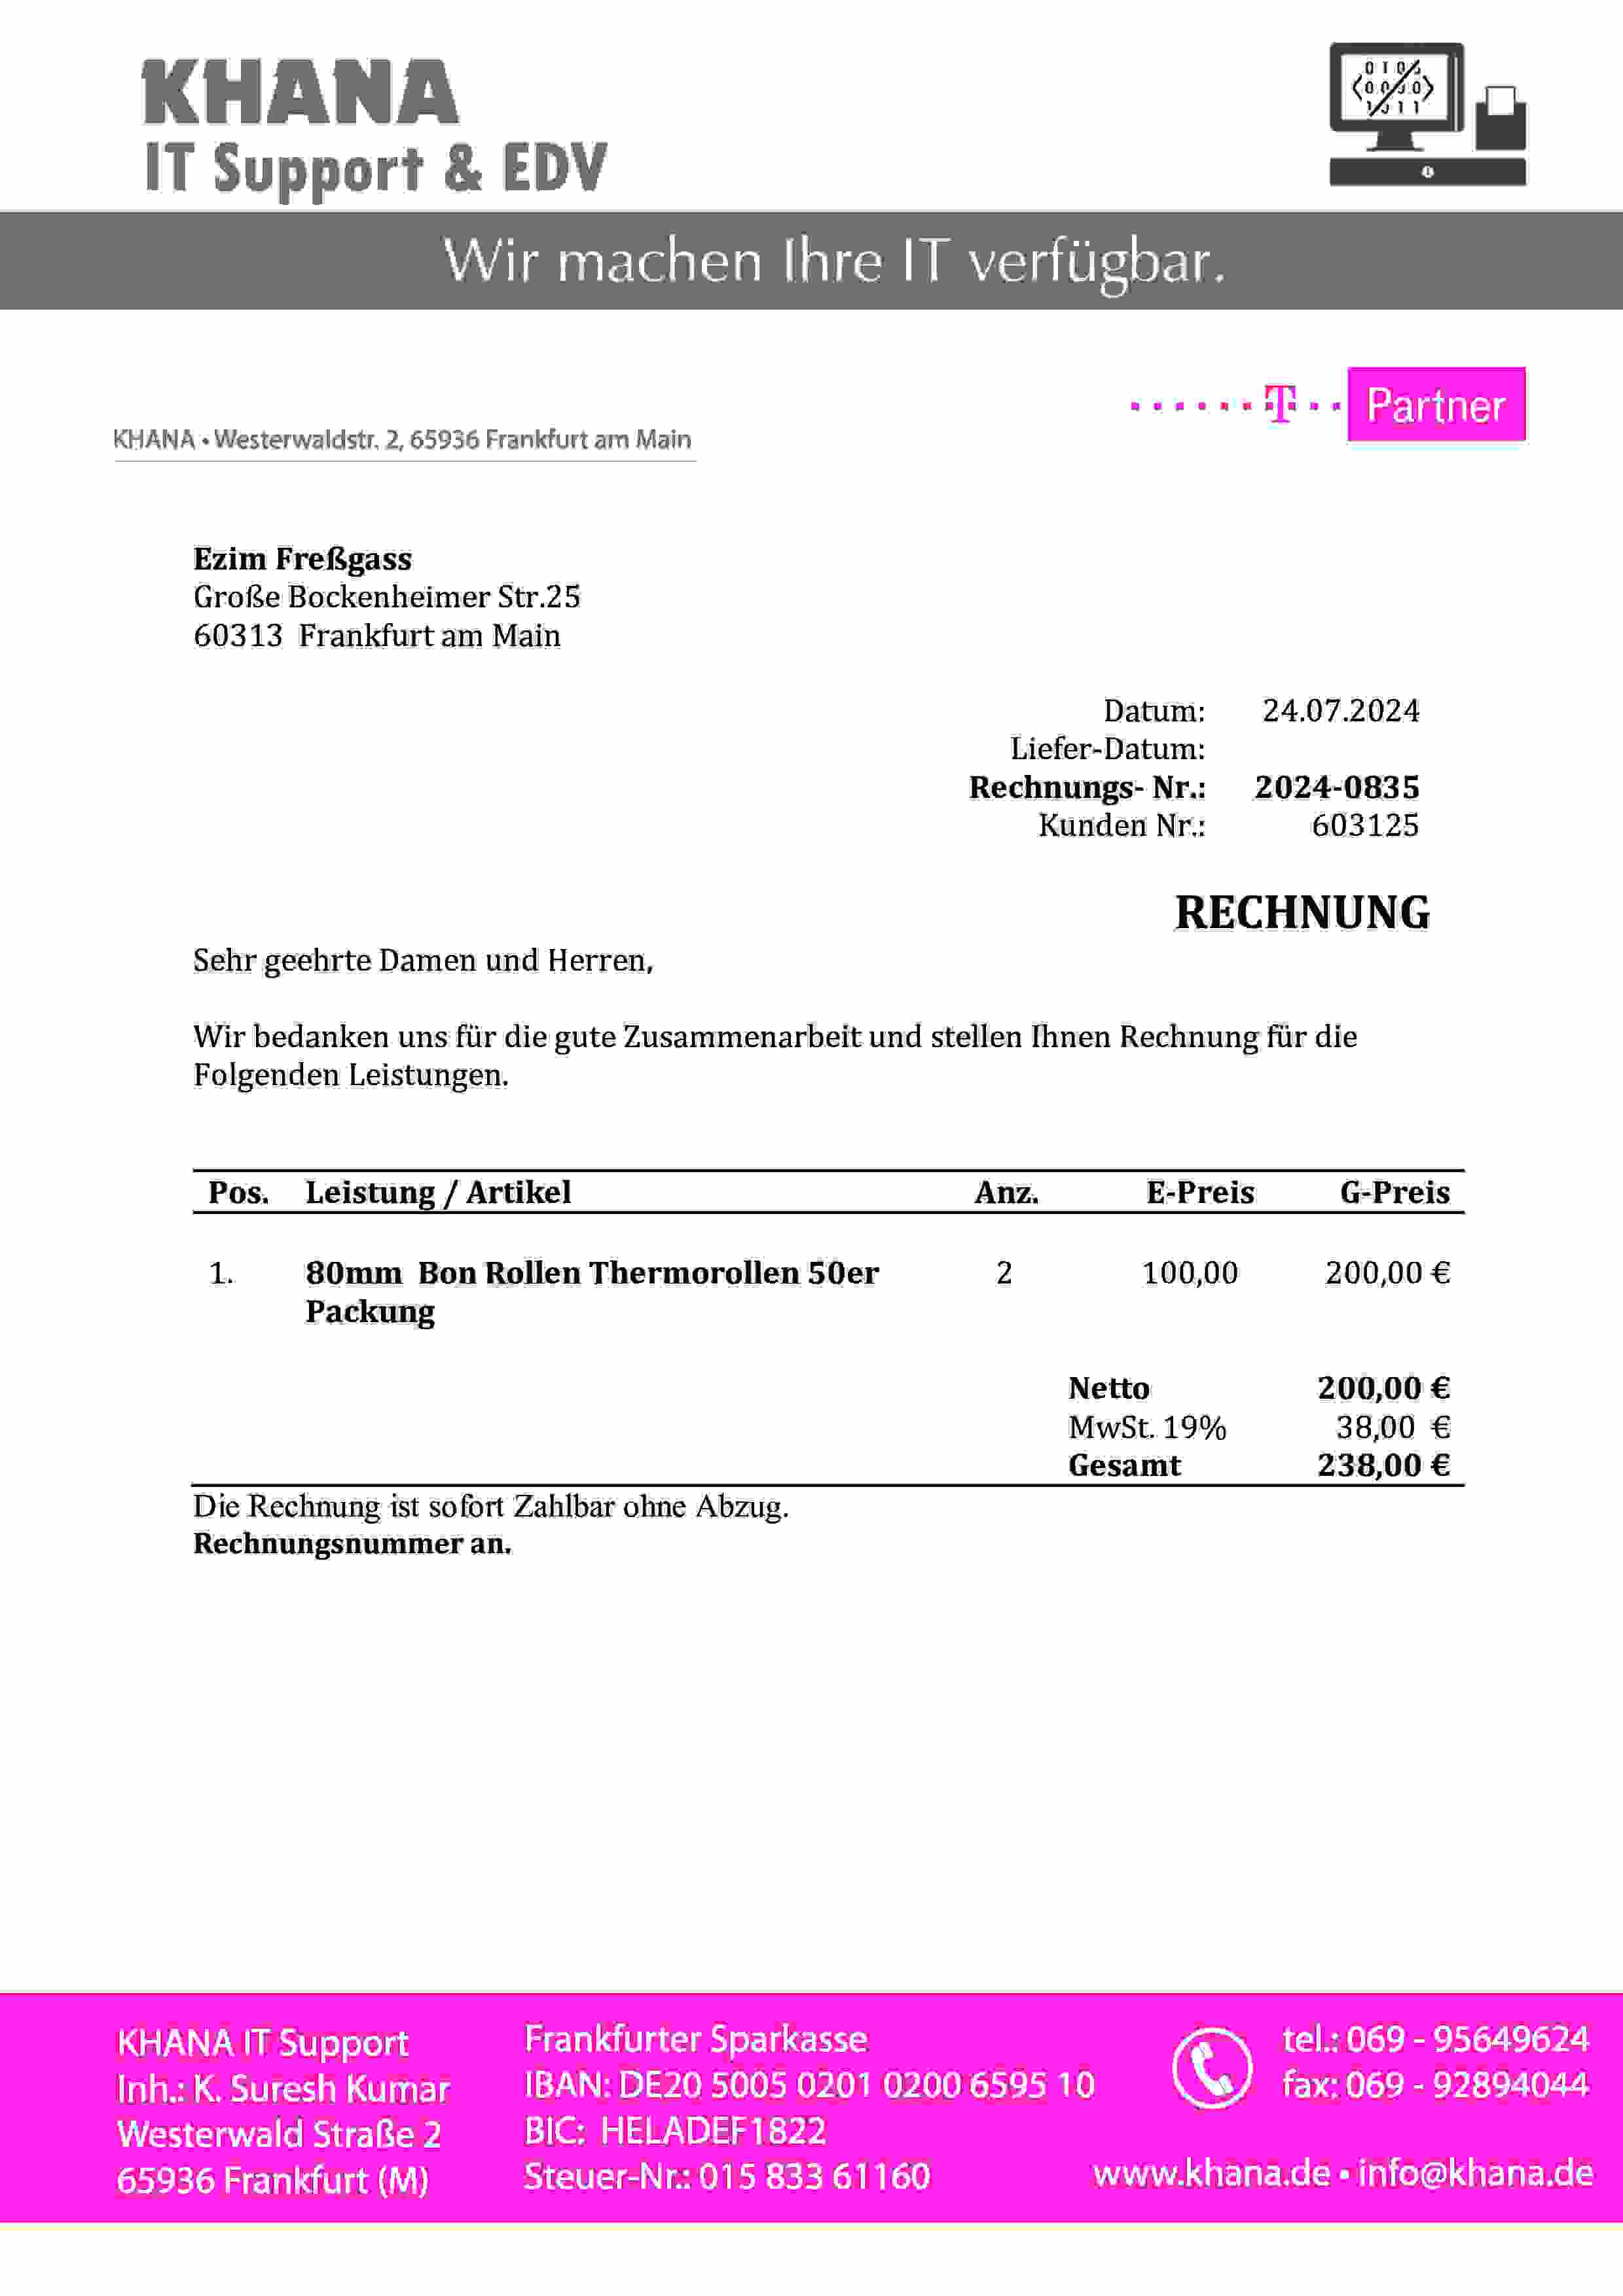 KHANA
IT Support & EDV
Wir machen Ihre IT verfügbar.
T Partner
KHANA • Westerwaldstr. 2, 65936 Frankfurt am Main
Ezim Freßgass
Große Bockenheimer Str.25
60313 Frankfurt am Main
Datum: 24.07.2024
Liefer-Datum:
Rechnungs- Nr.: 2024-0835
Kunden Nr.: 603125
RECHNUNG
Sehr geehrte Damen und Herren,
Wir bedanken uns für die gute Zusammenarbeit und stellen Ihnen Rechnung für die
Folgenden Leistungen.
Pos. Leistung / Artikel Anz. E-Preis G-Preis
1. 80mm Bon Rollen Thermorollen 50er 2 100,00 200,00 €
Packung
Netto 200,00 €
MwSt. 19% 38,00 €
Gesamt 238,00 €
Die Rechnung ist sofort Zahlbar ohne Abzug.
Rechnungsnummer an.
KHANA IT Support
Inh.: K. Suresh Kumar
Westerwald Straße 2
65936 Frankfurt (M)
Frankfurter Sparkasse
IBAN: DE20 5005 0201 0200 6595 10
BIC: HELADEF1822
Steuer-Nr.: 015 833 61160
tel.: 069 - 95649624
fax: 069 - 92894044
www.khana.de • info@khana.de